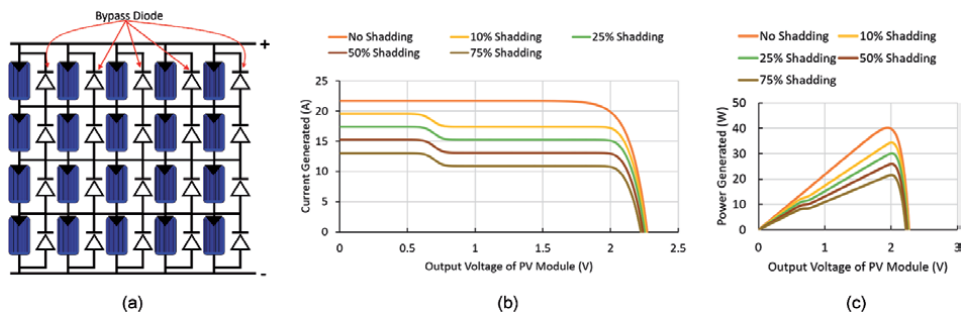 Bypass Diode
+
-
(a)
No Shadding 10% Shadding 25% Shadding
50% Shadding 75% Shadding
Current Generated (A)
25
20
15
10
5
0
0 0.5 1 1.5 2 2.5
Output Voltage of PV Module (V)
(b)
No Shadding 10% Shadding
25% Shadding 50% Shadding
75% Shadding
Power Generated (W)
50
40
30
20
10
0
0 1 2 3
Output Voltage of PV Module (V)
(c)